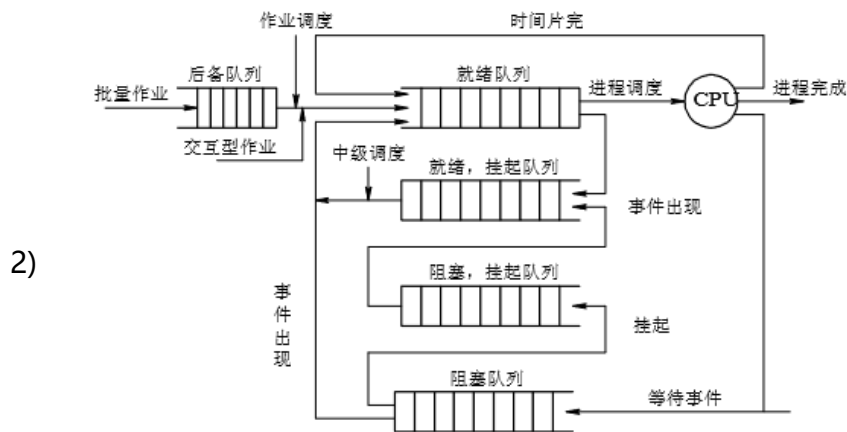 作业调度
时间片完
后备队列
就绪队列
批量作业
进程调度
CPU
进程完成
交互型作业
中级调度
就绪，挂起队列
事件出现
2)
阻塞，挂起队列
事件出现
挂起
阻塞队列
等待事件